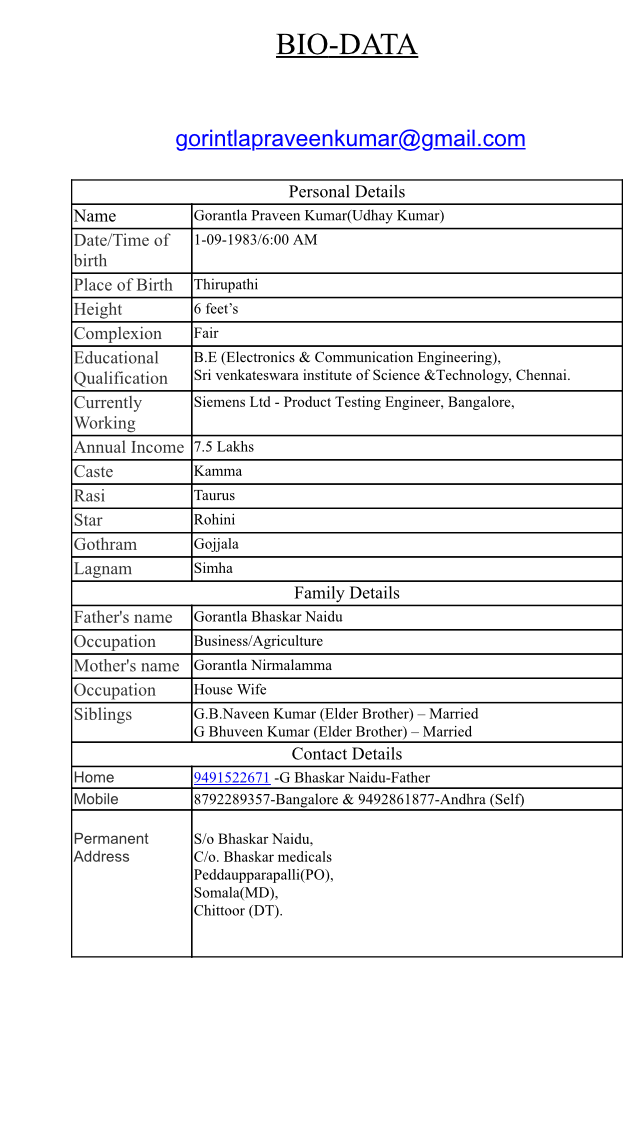 BIO-DATA
gorintlapraveenkumar@gmail.com
Personal Details
Name Gorantla Praveen Kumar(Udhay Kumar)
Date/Time of birth 1-09-1983/6:00 AM
Place of Birth Thirupathi
Height 6 feet’s
Complexion Fair
Educational Qualification B.E (Electronics & Communication Engineering),
Sri venkateswara institute of Science &Technology, Chennai.
Currently Working Siemens Ltd - Product Testing Engineer, Bangalore,
Annual Income 7.5 Lakhs
Caste Kamma
Rasi Taurus
Star Rohini
Gothram Gojjala
Lagnam Simha
Family Details
Father's name Gorantla Bhaskar Naidu
Occupation Business/Agriculture
Mother's name Gorantla Nirmalamma
Occupation House Wife
Siblings G.B.Naveen Kumar (Elder Brother) – Married
G Bhuveen Kumar (Elder Brother) – Married
Contact Details
Home 9491522671 -G Bhaskar Naidu-Father
Mobile 8792289357-Bangalore & 9492861877-Andhra (Self)
Permanent Address S/o Bhaskar Naidu,
C/o. Bhaskar medicals
Peddaupparapalli(PO),
Somala(MD),
Chittoor (DT).